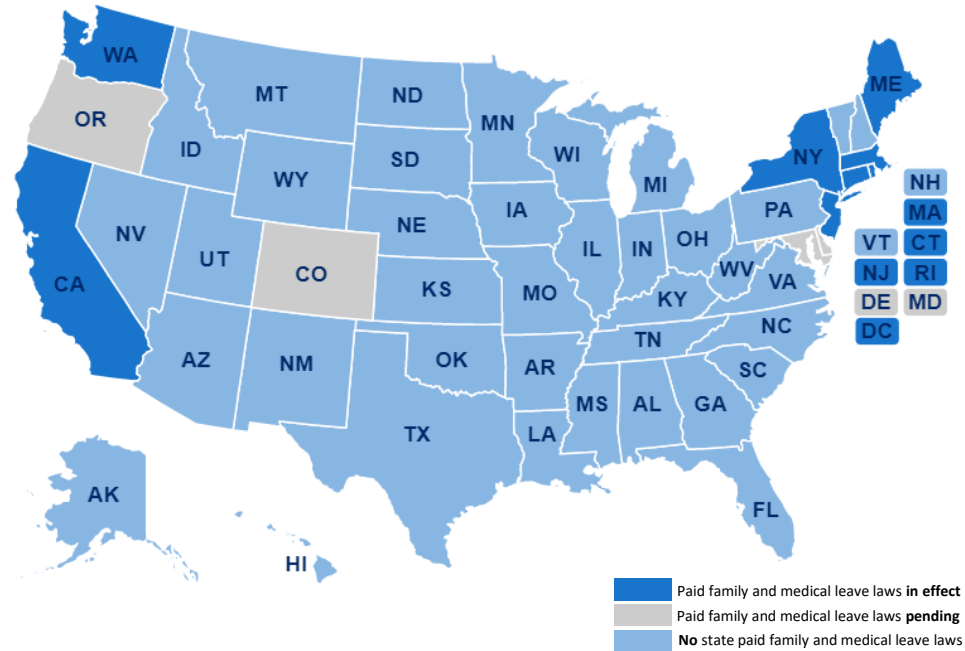 WA
ME
MT
ND
OR
MN
NY
ID
SD
WI
WY
MI
NH
IA
PA
MA
NE
NV
IL
IN
OH
VT
CT
UT
WV
CO
NJ
RI
CA
KS
MO
VA
KY
DE
MD
NC
DC
TN
AZ
NM
OK
AR
SC
MS
AL
GA
TX
LA
AK
FL
HI
Paid family and medical leave laws in effect
Paid family and medical leave laws pending
No state paid family and medical leave laws